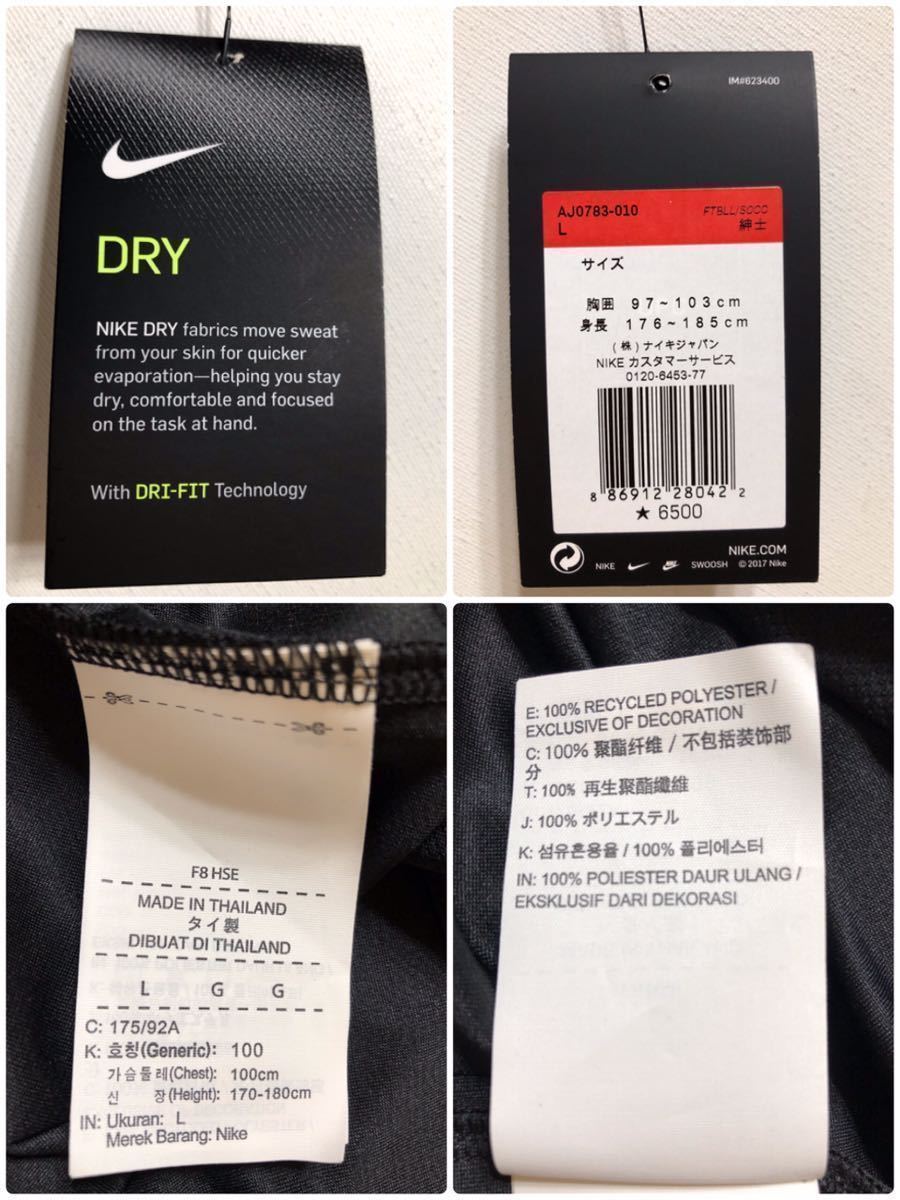 DRY
NIKE DRY fabrics move sweat
from your skin for quicker
evaporation—helping you stay
dry, comfortable and focused
on the task at hand.
With DRI-FIT Technology
IM#623400
AJ0783-010 FTBLL/SOCC
L 紳士
サイズ
胸囲 97~103cm
身長 176~185cm
(株)ナイキジャパン
NIKE カスタマーサービス
0120-6453-77
8 86912 28042 2
★ 6500
NIKE.COM
NIKE SWOOSH © 2017 Nike
F8 HSE
MADE IN THAILAND
タイ製
DIBUAT DI THAILAND
L G G
C: 175/92A
K: 호칭(Generic): 100
가슴둘레(Chest): 100cm
신 장(Height): 170-180cm
IN: Ukuran: L
Merek Barang: Nike
E: 100% RECYCLED POLYESTER /
EXCLUSIVE OF DECORATION
C: 100% 聚酯纤维 / 不包括装饰部
分
T: 100% 再生聚酯纖維
J: 100% ポリエステル
K: 섬유혼용율 / 100% 폴리에스터
IN: 100% POLIESTER DAUR ULANG /
EKSKLUSIF DARI DEKORASI